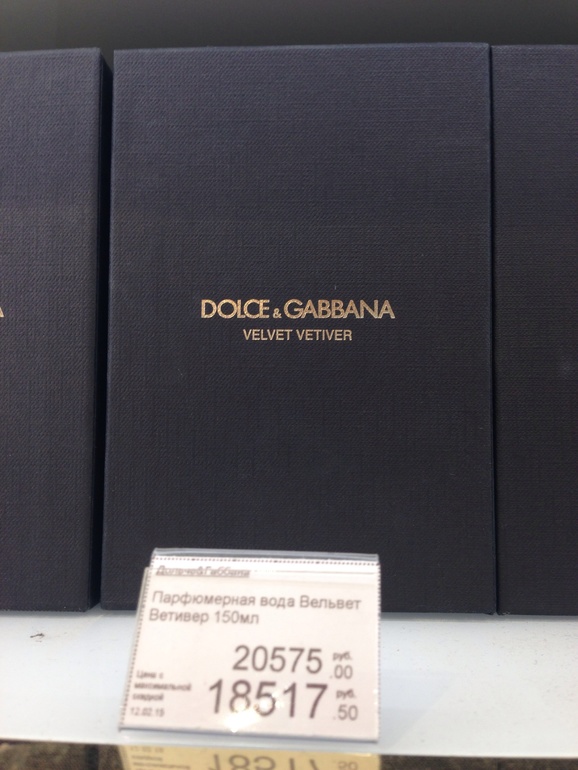 DOLCE & GABBANA
VELVET VETIVER
Дольче&Габбана
Парфюмерная вода Вельвет
Ветивер 150мл
20575 руб. .00
Цена с
максимальной
скидкой
18517 руб. .50
12.02.15